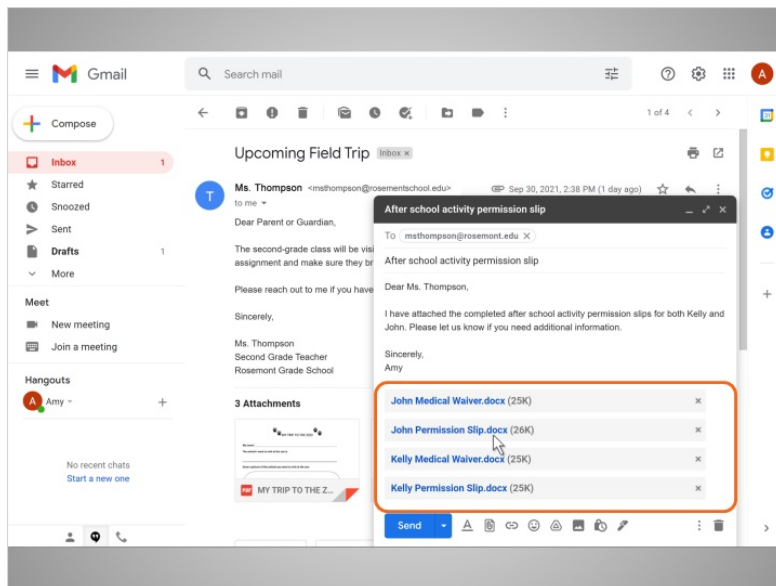 Gmail
Search mail
A
Compose
1 of 4
Inbox 1
Starred
Snoozed
Sent
Drafts 1
More
Meet
New meeting
Join a meeting
Hangouts
A Amy
No recent chats
Start a new one
Upcoming Field Trip Inbox ×
T
Ms. Thompson <msthompson@rosementschool.edu> Sep 30, 2021, 2:38 PM (1 day ago)
to me
Dear Parent or Guardian,
The second-grade class will be visi
assignment and make sure they br
Please reach out to me if you have
Sincerely,
Ms. Thompson
Second Grade Teacher
Rosemont Grade School
3 Attachments
MY TRIP TO THE ZOO
PDF MY TRIP TO THE Z...
After school activity permission slip
To msthompson@rosemont.edu
After school activity permission slip
Dear Ms. Thompson,
I have attached the completed after school activity permission slips for both Kelly and
John. Please let us know if you need additional information.
Sincerely,
Amy
John Medical Waiver.docx (25K)
John Permission Slip.docx (26K)
Kelly Medical Waiver.docx (25K)
Kelly Permission Slip.docx (25K)
Send
31